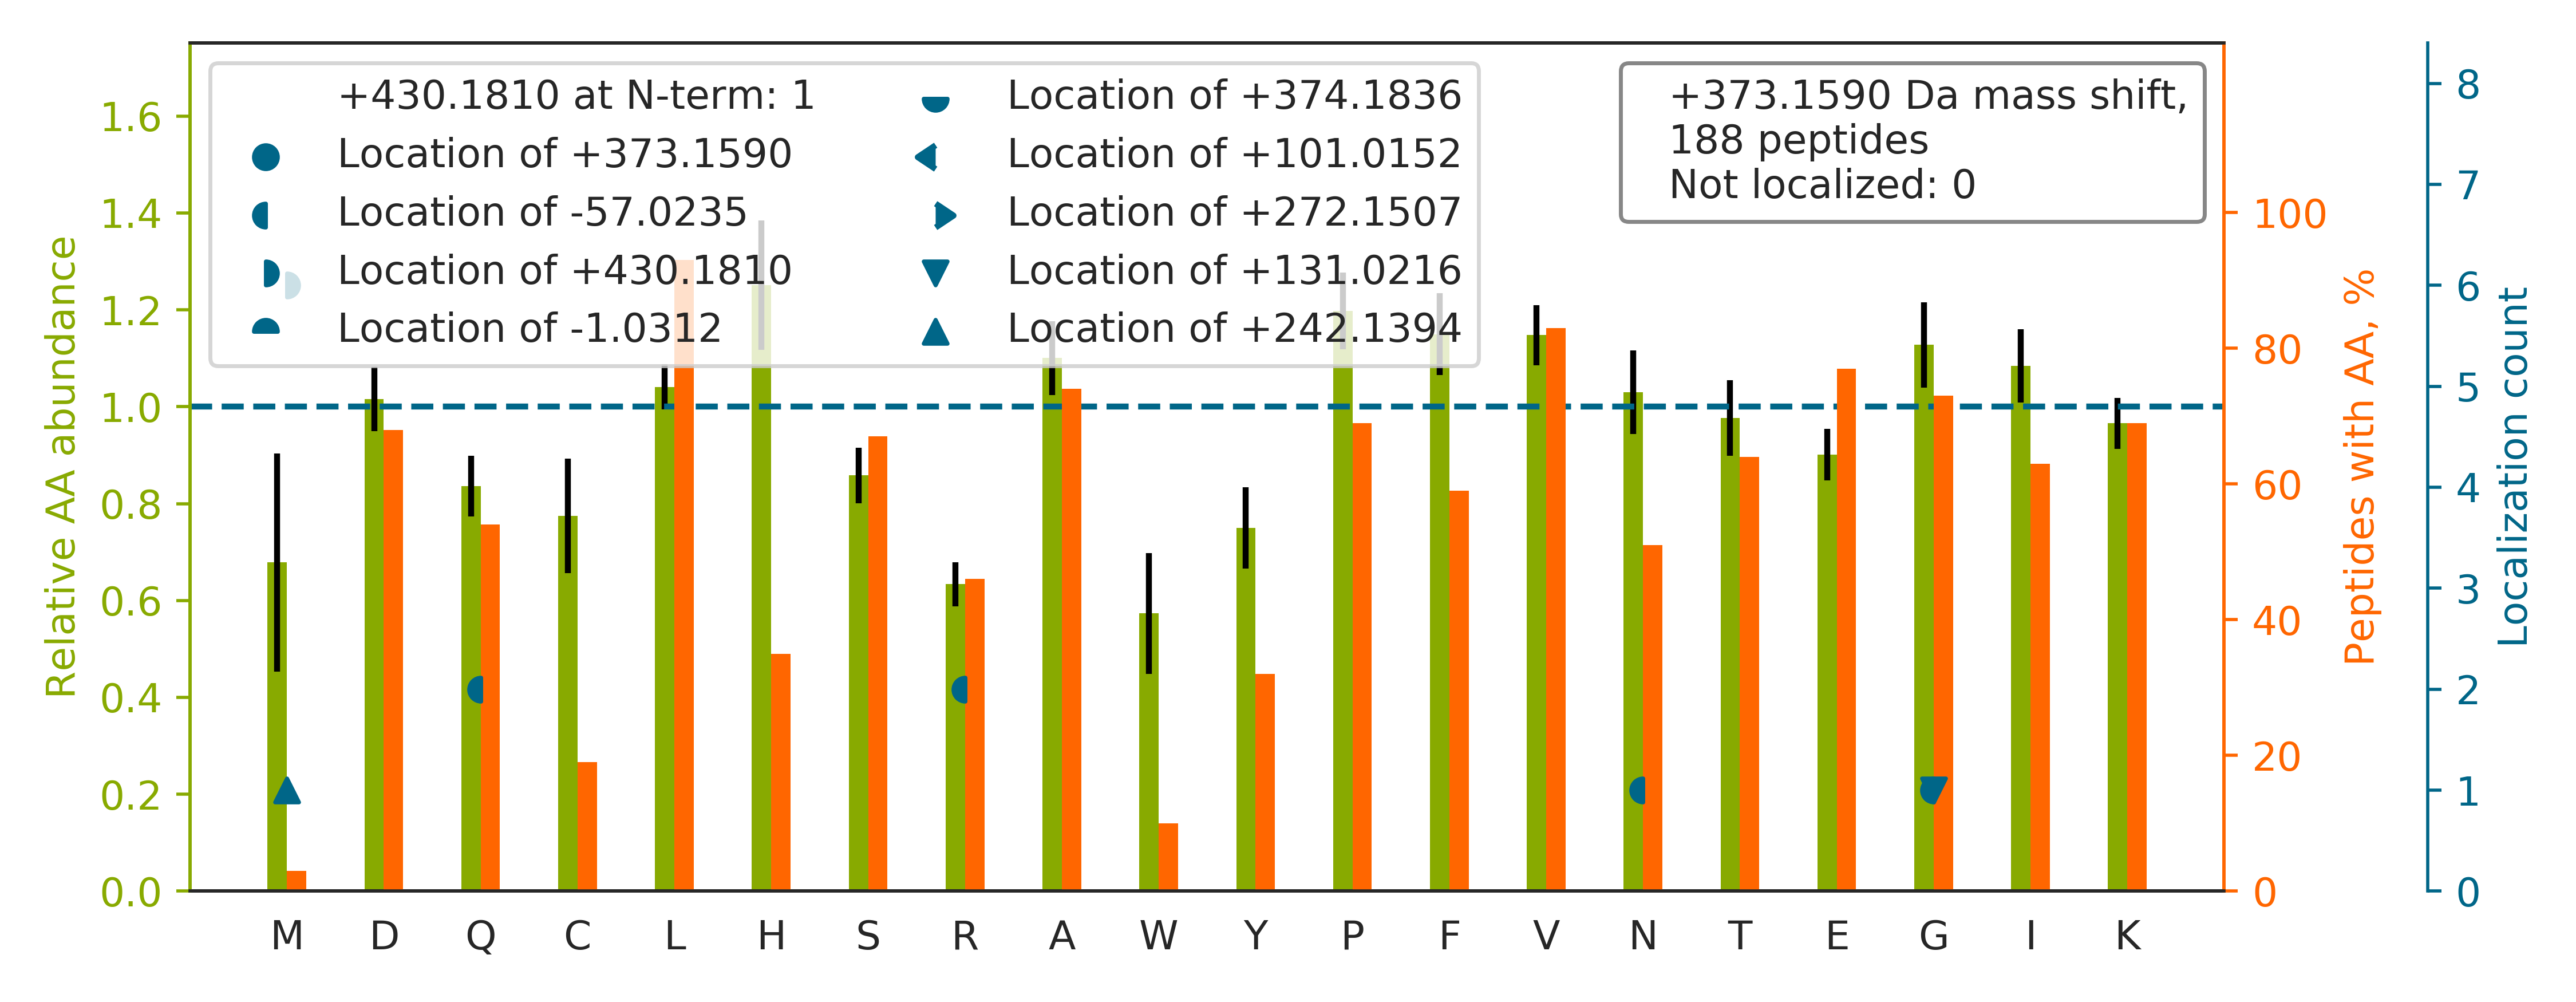 +430.1810 at N-term: 1
Location of +373.1590
Location of -57.0235
Location of +430.1810
Location of -1.0312
Location of +374.1836
Location of +101.0152
Location of +272.1507
Location of +131.0216
Location of +242.1394
+373.1590 Da mass shift,
188 peptides
Not localized: 0
Relative AA abundance
1.6
1.4
1.2
1.0
0.8
0.6
0.4
0.2
0.0
100
80
60
40
20
0
Peptides with AA, %
8
7
6
5
4
3
2
1
0
Localization count
M D Q C L H S R A W Y P F V N T E G I K